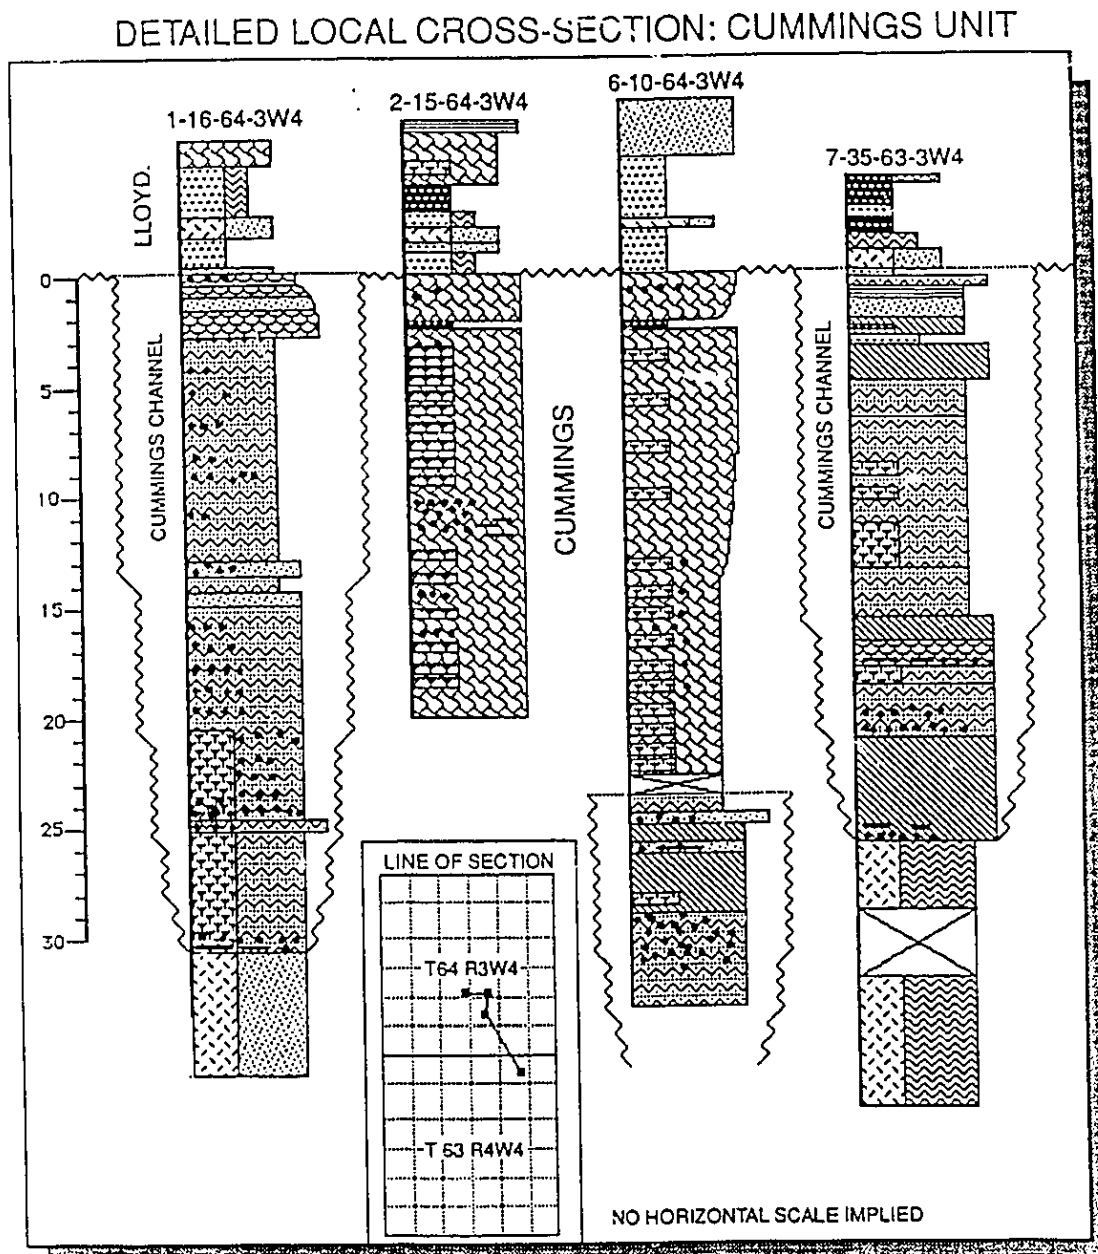 DETAILED LOCAL CROSS-SECTION: CUMMINGS UNIT
1-16-64-3W4
2-15-64-3W4
6-10-64-3W4
7-35-63-3W4
LLOYD.
0
5
10
15
20
25
30
CUMMINGS CHANNEL
CUMMINGS
CUMMINGS CHANNEL
LINE OF SECTION
T64 R3W4
T 63 R4W4
NO HORIZONTAL SCALE IMPLIED